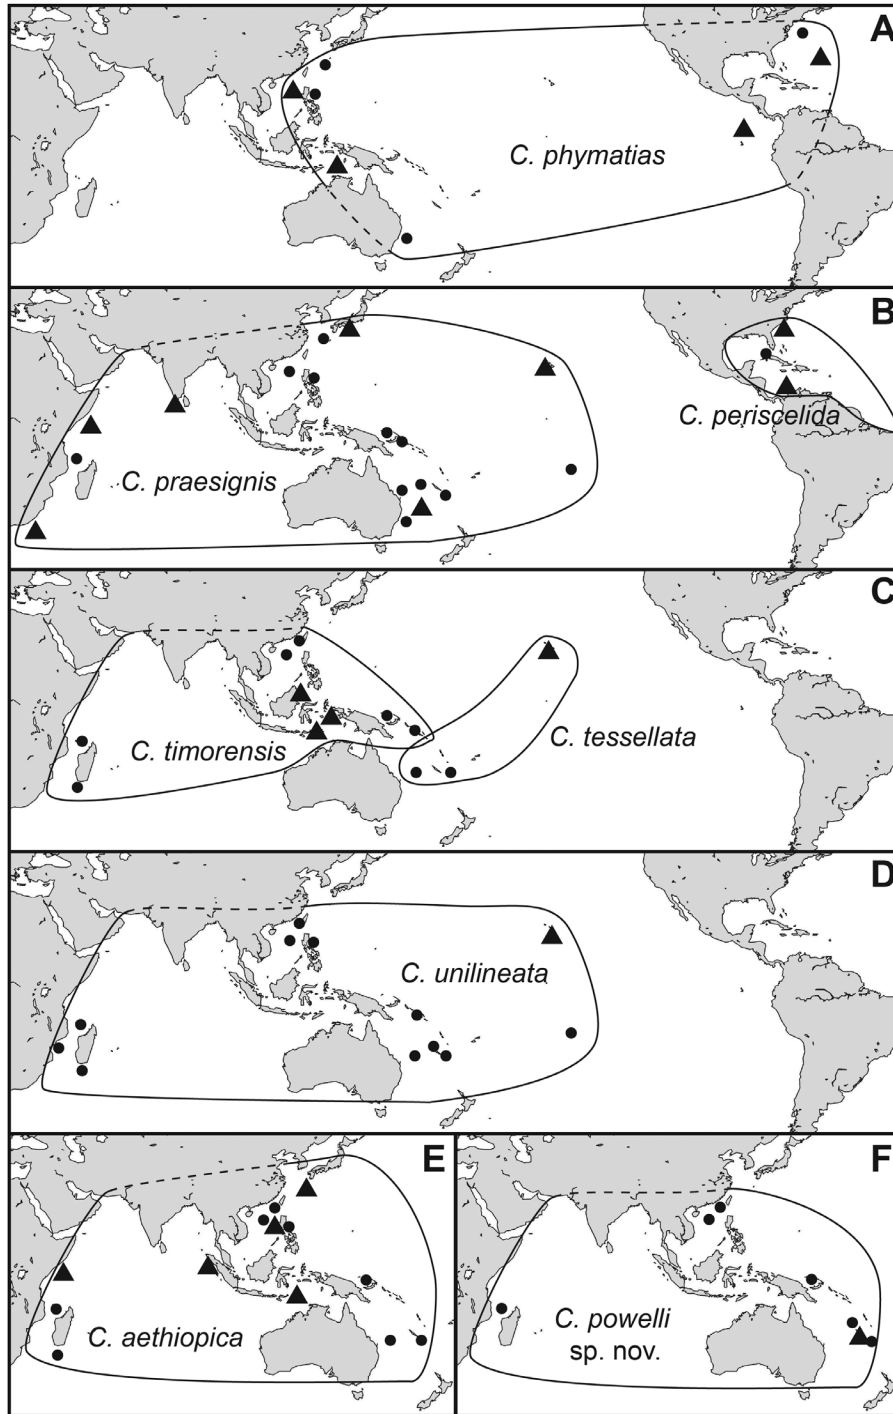 A
C. phymatias
B
C. periscelida
C. praesignis
C
C. timorensis
C. tessellata
D
C. unilineata
E
C. aethiopica
F
C. powelli
sp. nov.